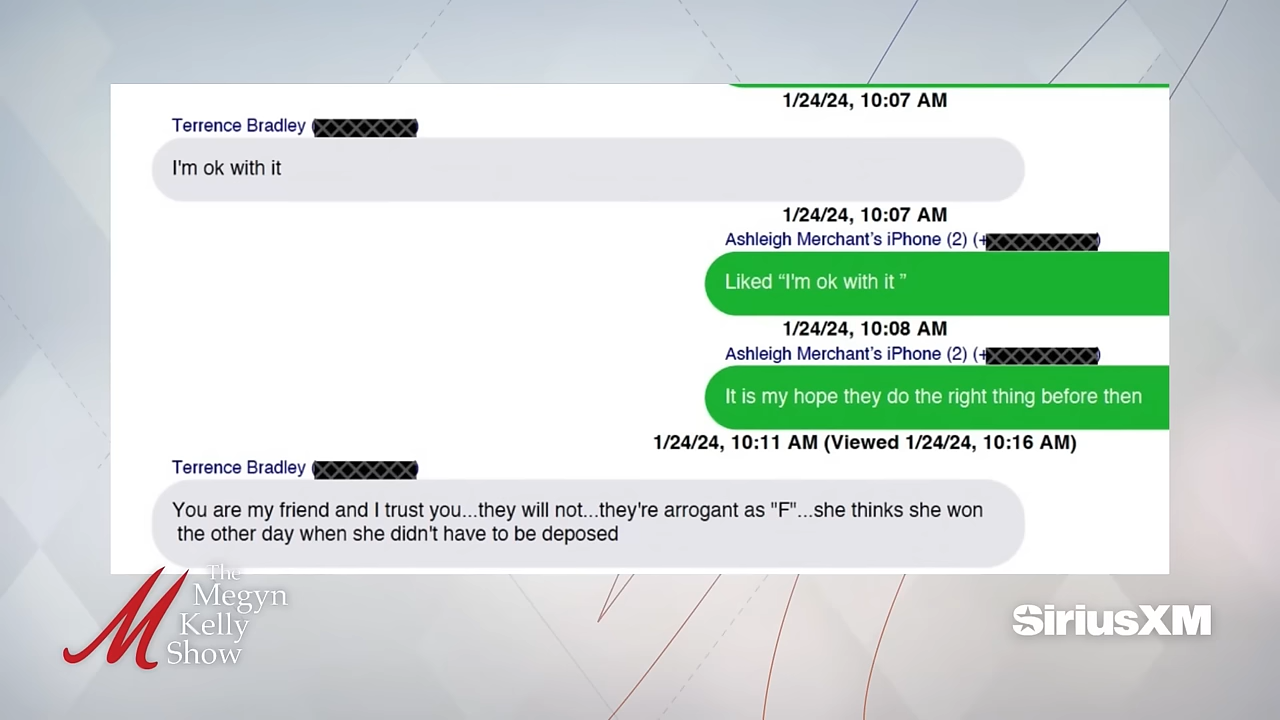 1/24/24, 10:07 AM
Terrence Bradley (
I'm ok with it
1/24/24, 10:07 AM
Ashleigh Merchant’s iPhone (2) (+ )
Liked “I'm ok with it ”
1/24/24, 10:08 AM
Ashleigh Merchant’s iPhone (2) (+ )
It is my hope they do the right thing before then
1/24/24, 10:11 AM (Viewed 1/24/24, 10:16 AM)
Terrence Bradley ( )
You are my friend and I trust you...they will not...they're arrogant as "F"...she thinks she won
the other day when she didn't have to be deposed
The
Megyn
Kelly
Show
SiriusXM